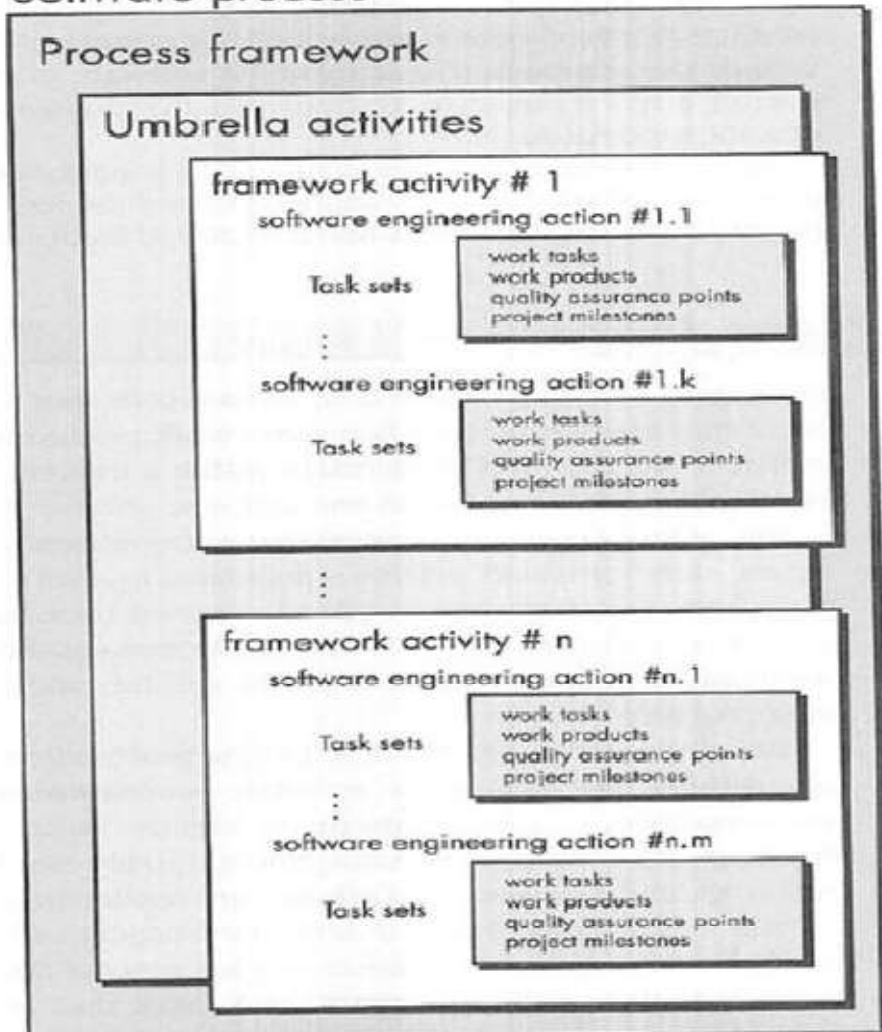 Process framework
Umbrella activities
framework activity # 1
software engineering action #1.1
Task sets
work tasks
work products
quality assurance points
project milestones
software engineering action #1.k
Task sets
work tasks
work products
quality assurance points
project milestones
framework activity # n
software engineering action #n.1
Task sets
work tasks
work products
quality assurance points
project milestones
software engineering action #n.m
Task sets
work tasks
work products
quality assurance points
project milestones